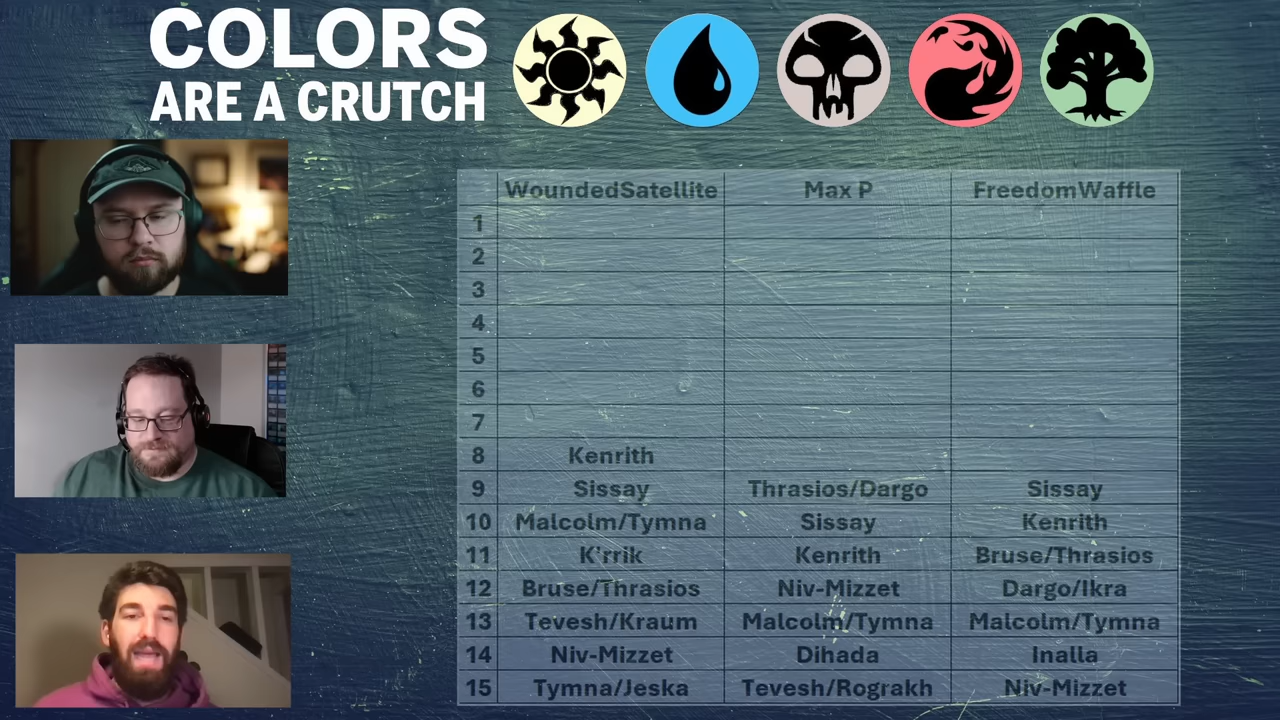 COLORS
ARE A CRUTCH
WoundedSatellite Max P FreedomWaffle
1
2
3
4
5
6
7
8 Kenrith
9 Sissay Thrasios/Dargo Sissay
10 Malcolm/Tymna Sissay Kenrith
11 K'rrik Kenrith Bruse/Thrasios
12 Bruse/Thrasios Niv-Mizzet Dargo/Ikra
13 Tevesh/Kraum Malcolm/Tymna Malcolm/Tymna
14 Niv-Mizzet Dihada Inalla
15 Tymna/Jeska Tevesh/Rograkh Niv-Mizzet